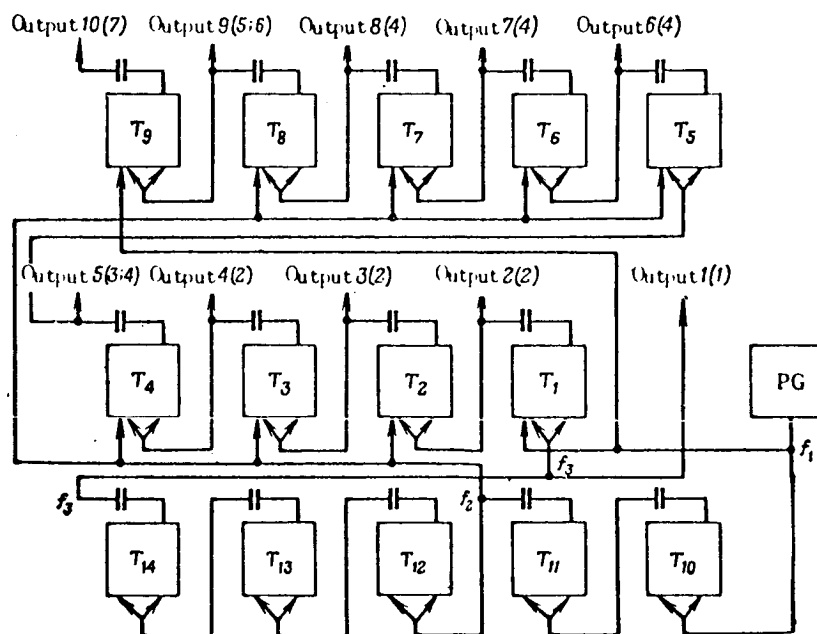 Output 10(7) Output 9(5;6) Output 8(4) Output 7(4) Output 6(4)
T9 T8 T7 T6 T5
Output 5(3;4) Output 4(2) Output 3(2) Output 2(2) Output 1(1)
T4 T3 T2 T1 PG
f3 f1
f3 f2
T14 T13 T12 T11 T10